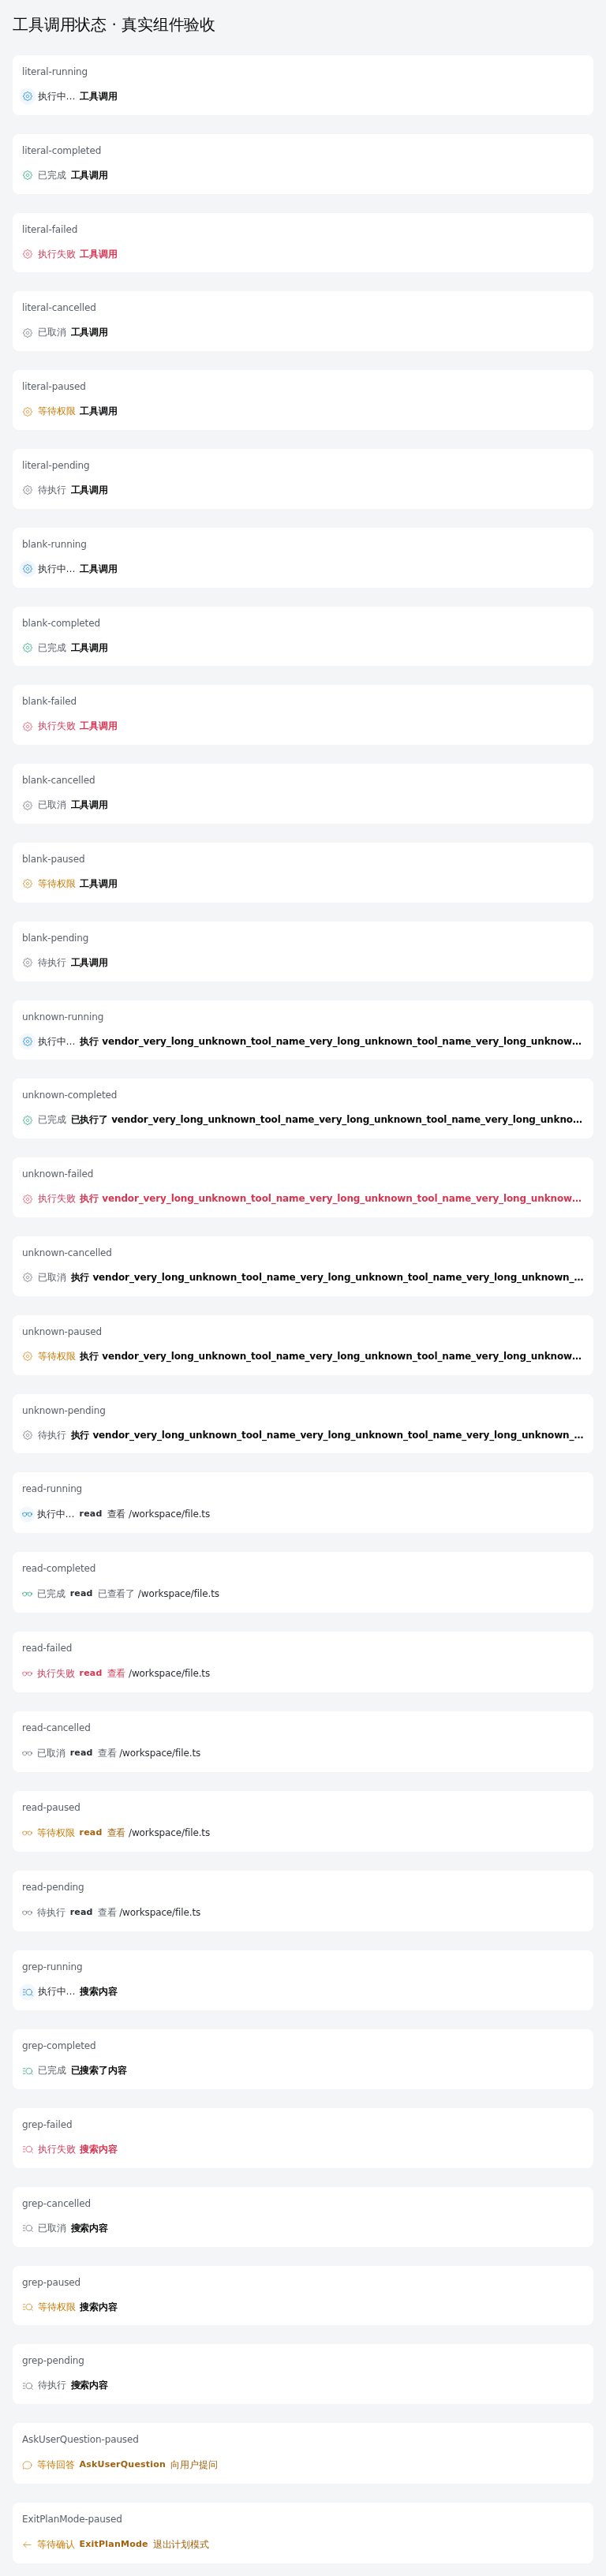 工具调用状态 · 真实组件验收
literal-running
执行中... 工具调用
literal-completed
已完成 工具调用
literal-failed
执行失败 工具调用
literal-cancelled
已取消 工具调用
literal-paused
等待权限 工具调用
literal-pending
待执行 工具调用
blank-running
执行中... 工具调用
blank-completed
已完成 工具调用
blank-failed
执行失败 工具调用
blank-cancelled
已取消 工具调用
blank-paused
等待权限 工具调用
blank-pending
待执行 工具调用
unknown-running
执行中... 执行 vendor_very_long_unknown_tool_name_very_long_unknown_tool_name_very_long_unknow...
unknown-completed
已完成 已执行了 vendor_very_long_unknown_tool_name_very_long_unknown_tool_name_very_long_unkno...
unknown-failed
执行失败 执行 vendor_very_long_unknown_tool_name_very_long_unknown_tool_name_very_long_unknow...
unknown-cancelled
已取消 执行 vendor_very_long_unknown_tool_name_very_long_unknown_tool_name_very_long_unknown_...
unknown-paused
等待权限 执行 vendor_very_long_unknown_tool_name_very_long_unknown_tool_name_very_long_unknow...
unknown-pending
待执行 执行 vendor_very_long_unknown_tool_name_very_long_unknown_tool_name_very_long_unknown_...
read-running
执行中... read 查看 /workspace/file.ts
read-completed
已完成 read 已查看了 /workspace/file.ts
read-failed
执行失败 read 查看 /workspace/file.ts
read-cancelled
已取消 read 查看 /workspace/file.ts
read-paused
等待权限 read 查看 /workspace/file.ts
read-pending
待执行 read 查看 /workspace/file.ts
grep-running
执行中... 搜索内容
grep-completed
已完成 已搜索了内容
grep-failed
执行失败 搜索内容
grep-cancelled
已取消 搜索内容
grep-paused
等待权限 搜索内容
grep-pending
待执行 搜索内容
AskUserQuestion-paused
等待回答 AskUserQuestion 向用户提问
ExitPlanMode-paused
等待确认 ExitPlanMode 退出计划模式